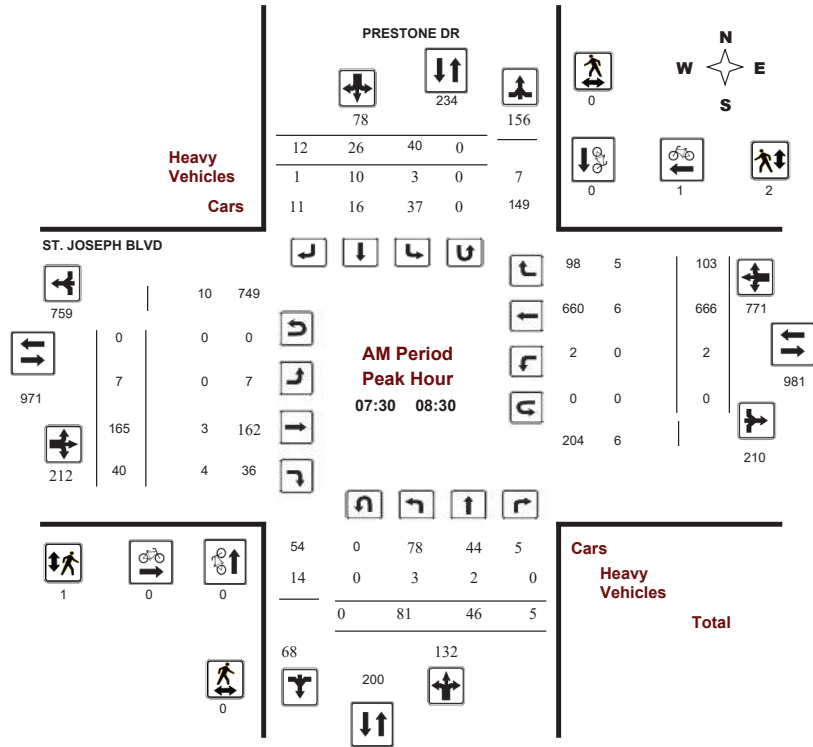 PRESTONE DR
N
W E
S
234
0
78 156
12 26 40 0
Heavy
Vehicles
1 10 3 0 7
0 1 2
Cars
11 16 37 0 149
ST. JOSEPH BLVD
98 5 103
10 749
759
660 6 666 771
0 0 0
AM Period
Peak Hour
2 0 2
971
7 0 7
981
07:30 08:30
0 0 0
165 3 162
204 6
210
212
40 4 36
54 0 78 44 5
Cars
14 0 3 2 0
Heavy
Vehicles
1 0 0
0 81 46 5
Total
68 132
200
0